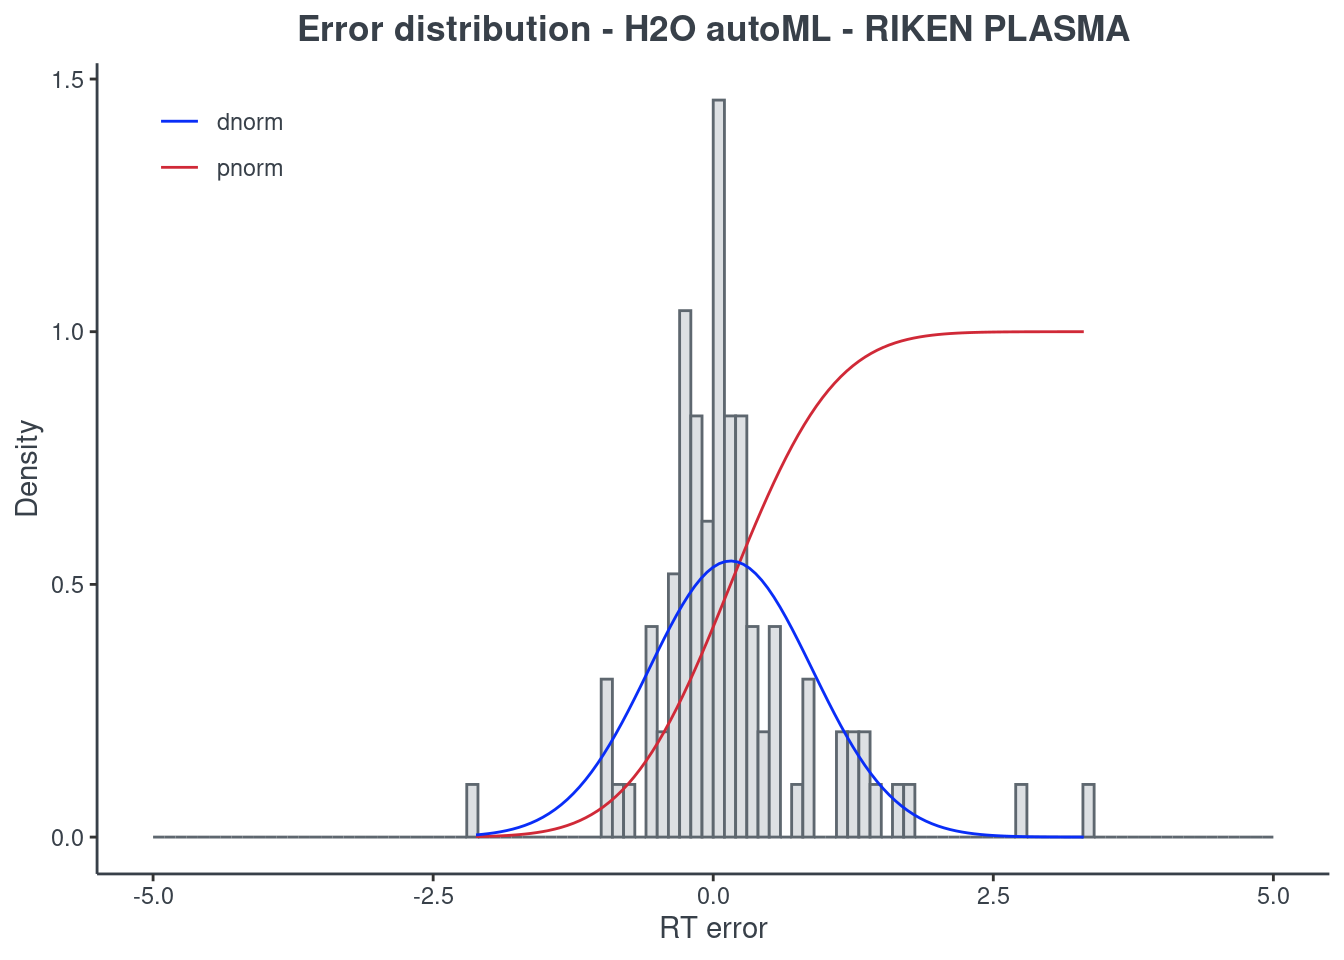 Error distribution - H2O autoML - RIKEN PLASMA
1.5
dnorm
pnorm
1.0
Density
0.5
0.0
-5.0 -2.5 0.0 2.5 5.0
RT error